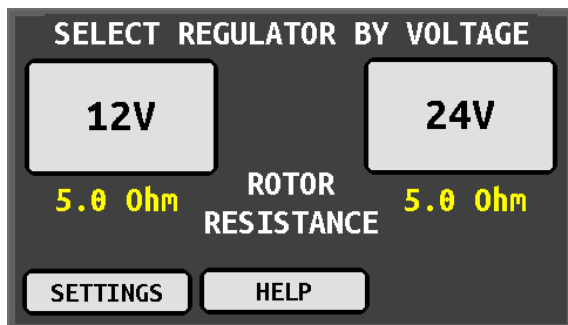 SELECT REGULATOR BY VOLTAGE
12V
24V
5.0 Ohm
ROTOR
RESISTANCE
5.0 Ohm
SETTINGS
HELP